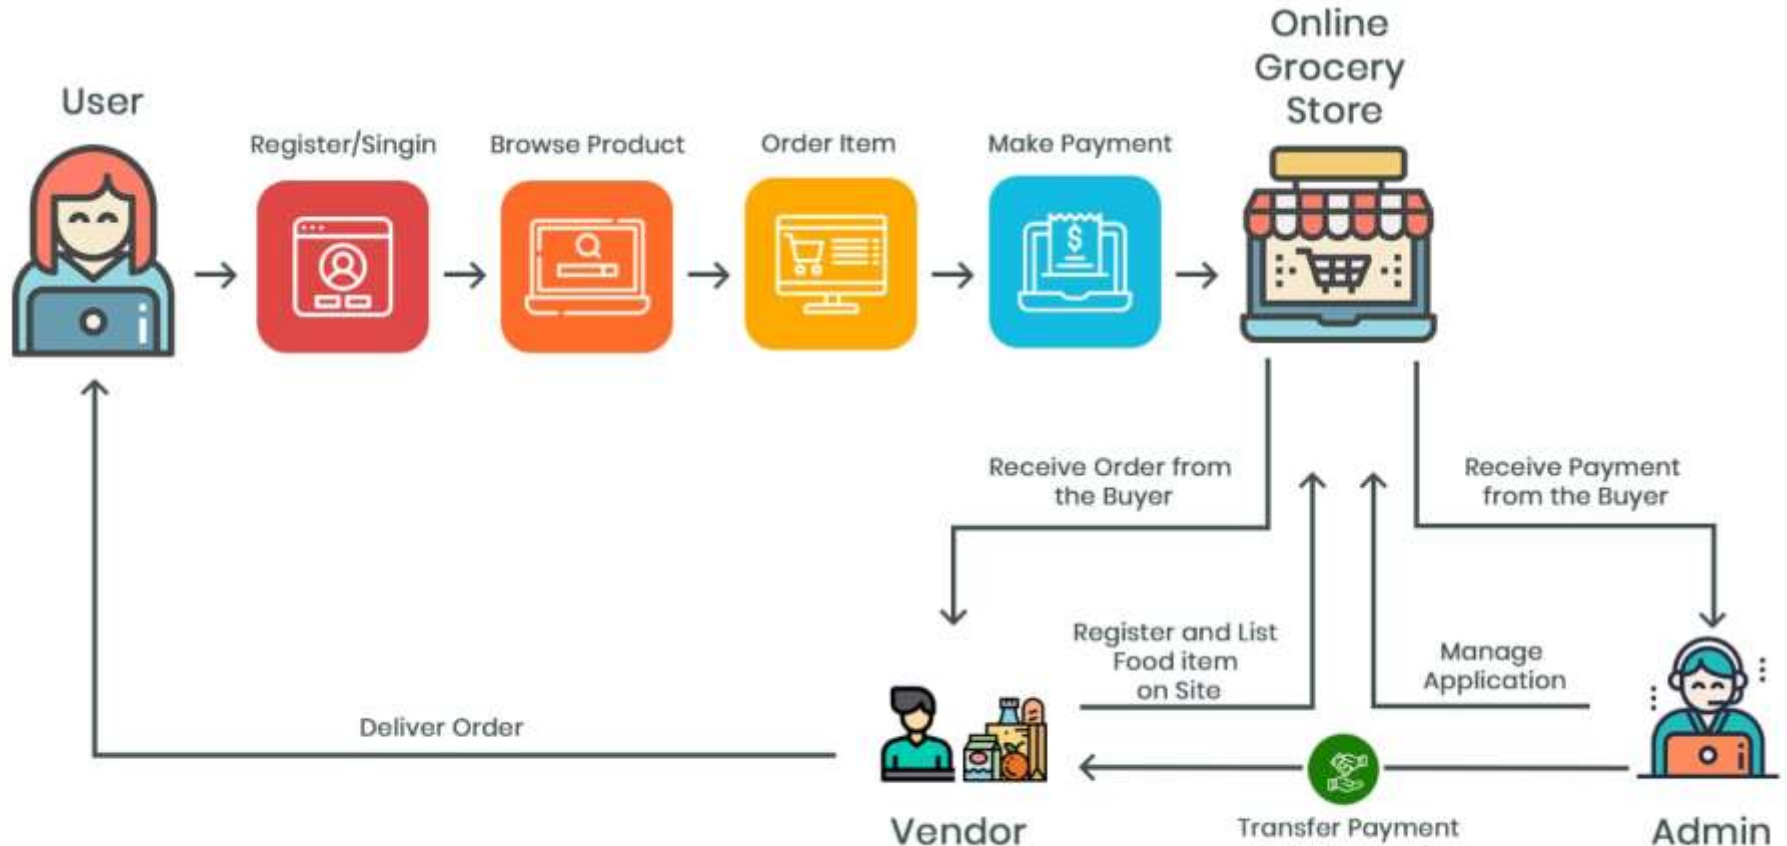 Online
Grocery
Store
User
Register/Singin
Browse Product
Order Item
Make Payment
$
Receive Order from
the Buyer
Receive Payment
from the Buyer
Register and List
Food item
on Site
Manage
Application
Deliver Order
Transfer Payment
Vendor
Admin